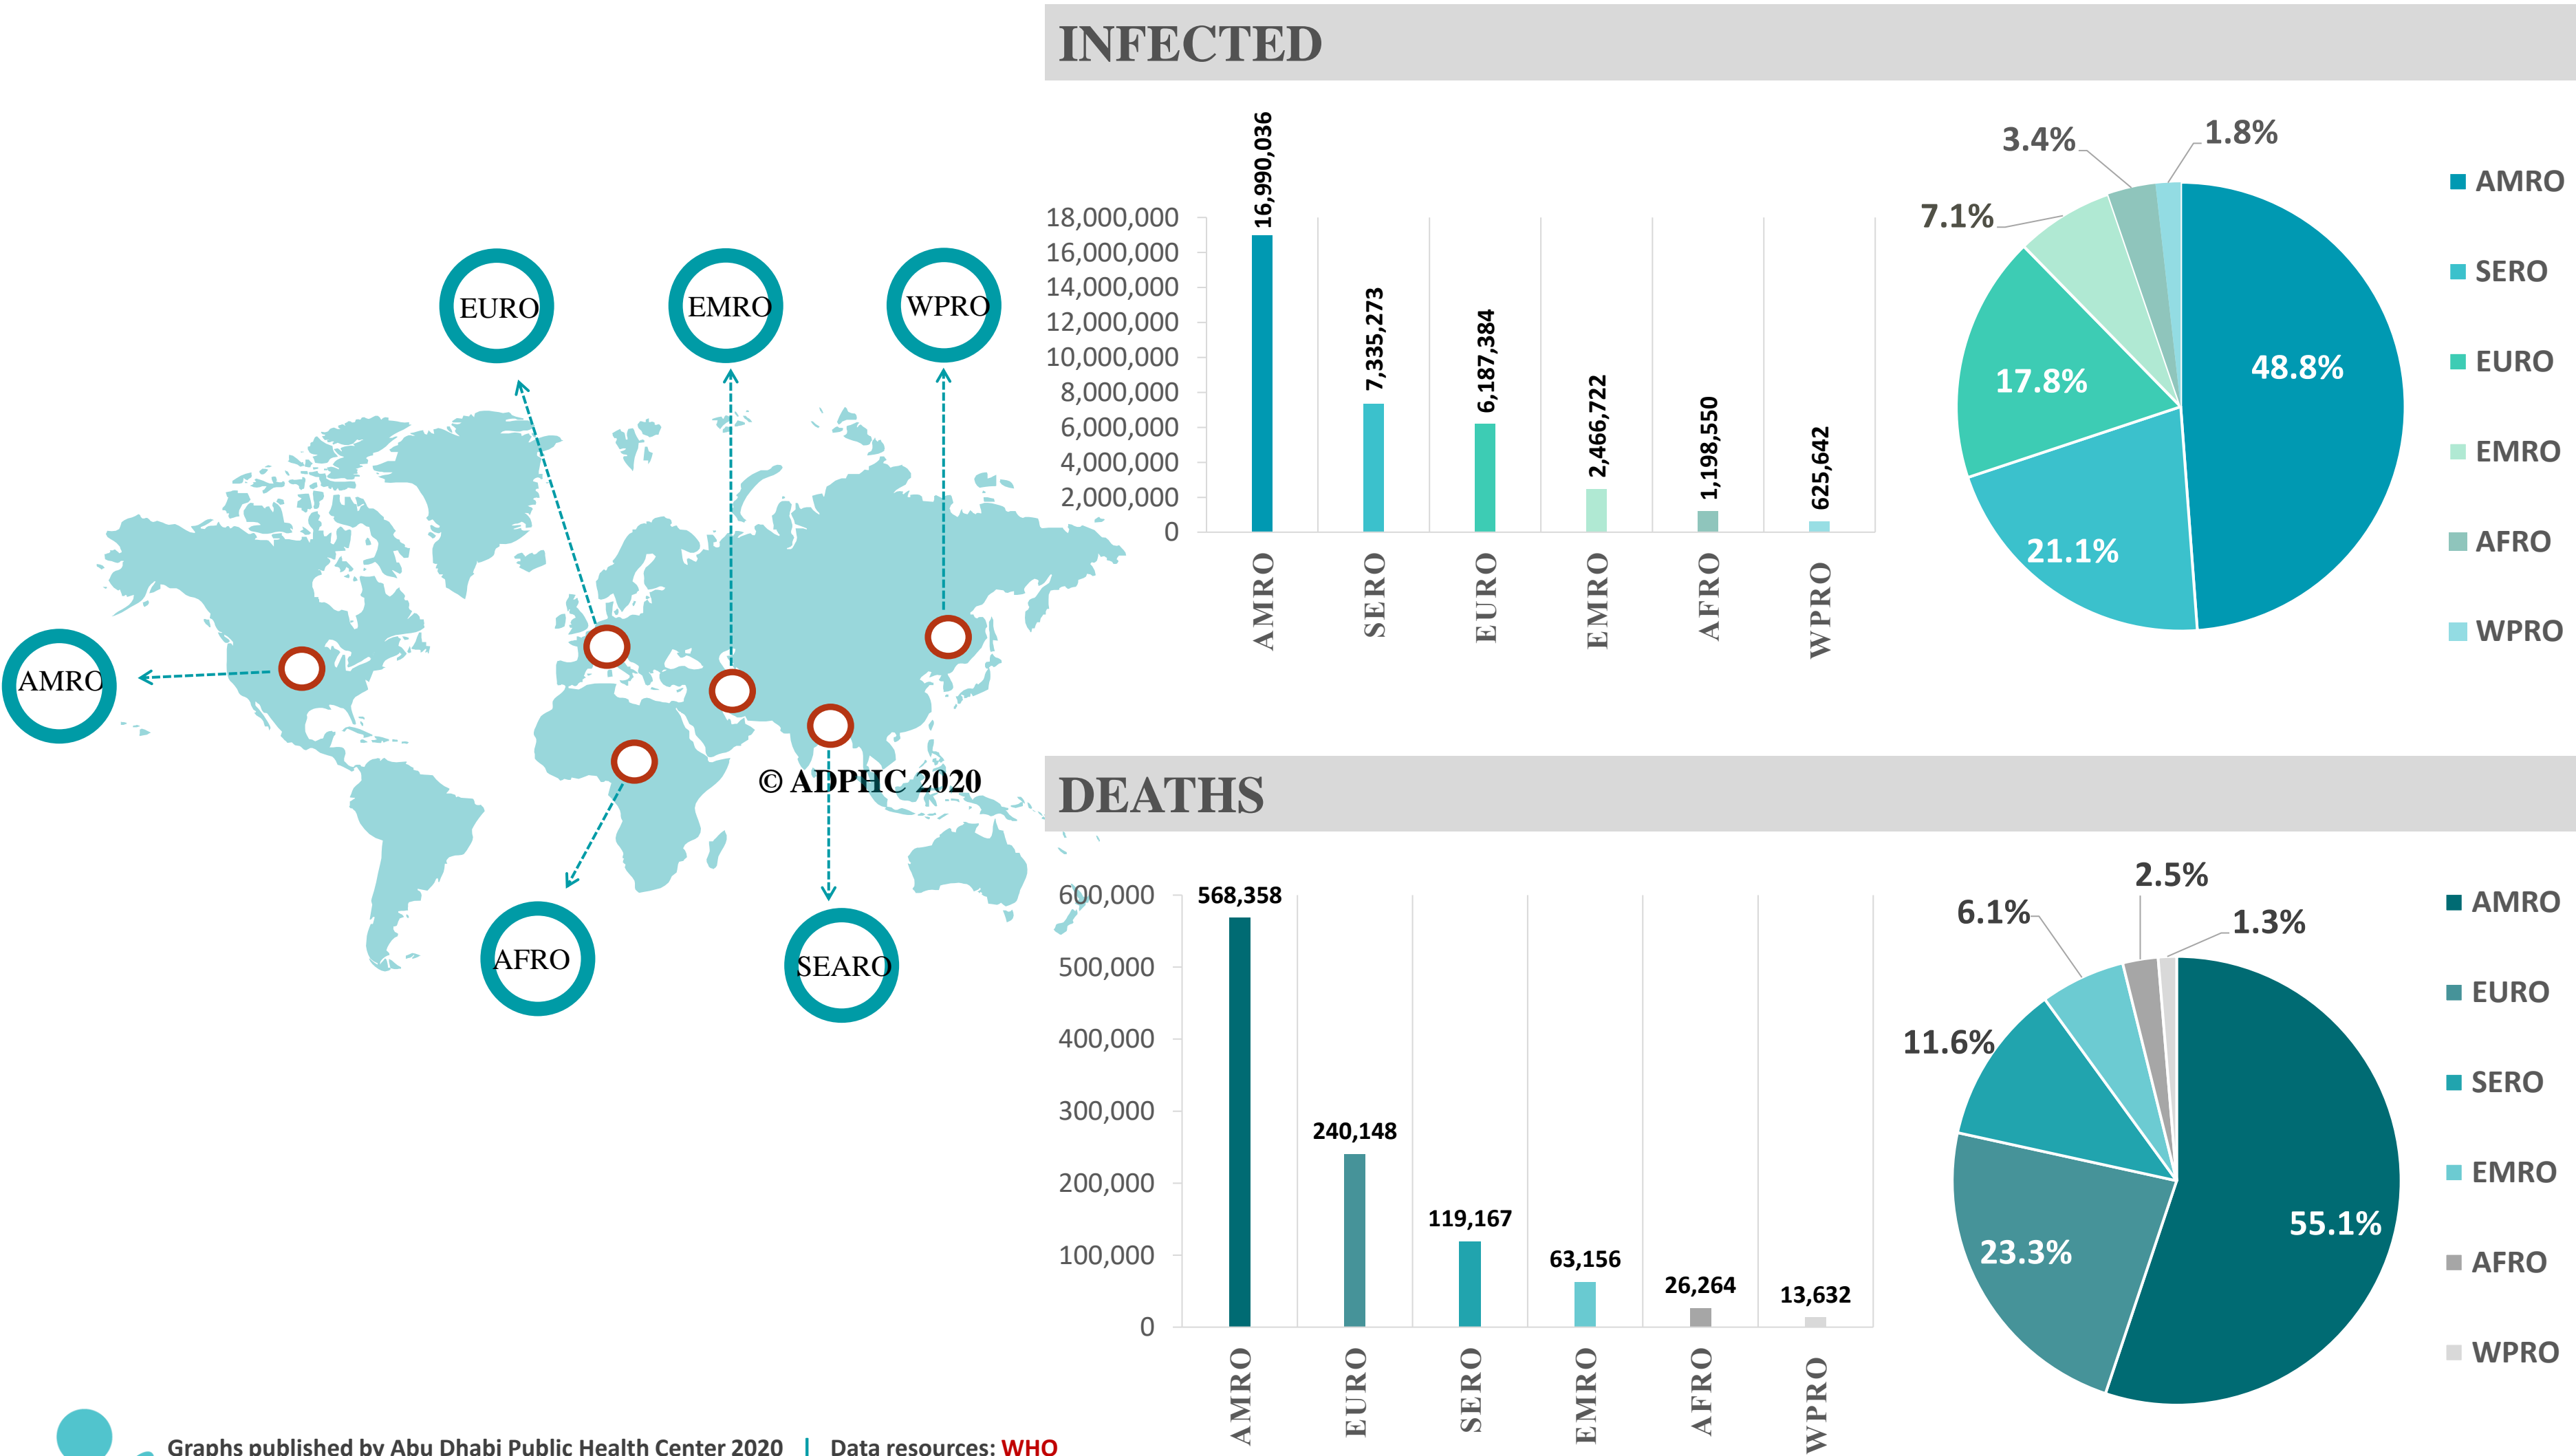 INFECTED
EURO
EMRO
WPRO
AMRO
AFRO
SEARO
© ADPHC 2020
18,000,000
16,000,000
14,000,000
12,000,000
10,000,000
8,000,000
6,000,000
4,000,000
2,000,000
0
16,990,036
7,335,273
6,187,384
2,466,722
1,198,550
625,642
AMRO
SERO
EURO
EMRO
AFRO
WPRO
3.4%
1.8%
7.1%
48.8%
17.8%
21.1%
AMRO
SERO
EURO
EMRO
AFRO
WPRO
DEATHS
600,000
500,000
400,000
300,000
200,000
100,000
0
568,358
240,148
119,167
63,156
26,264
13,632
AMRO
EURO
SERO
EMRO
AFRO
WPRO
2.5%
6.1%
1.3%
11.6%
55.1%
23.3%
AMRO
EURO
SERO
EMRO
AFRO
WPRO
Graphs published by Abu Dhabi Public Health Center 2020 | Data resources: WHO